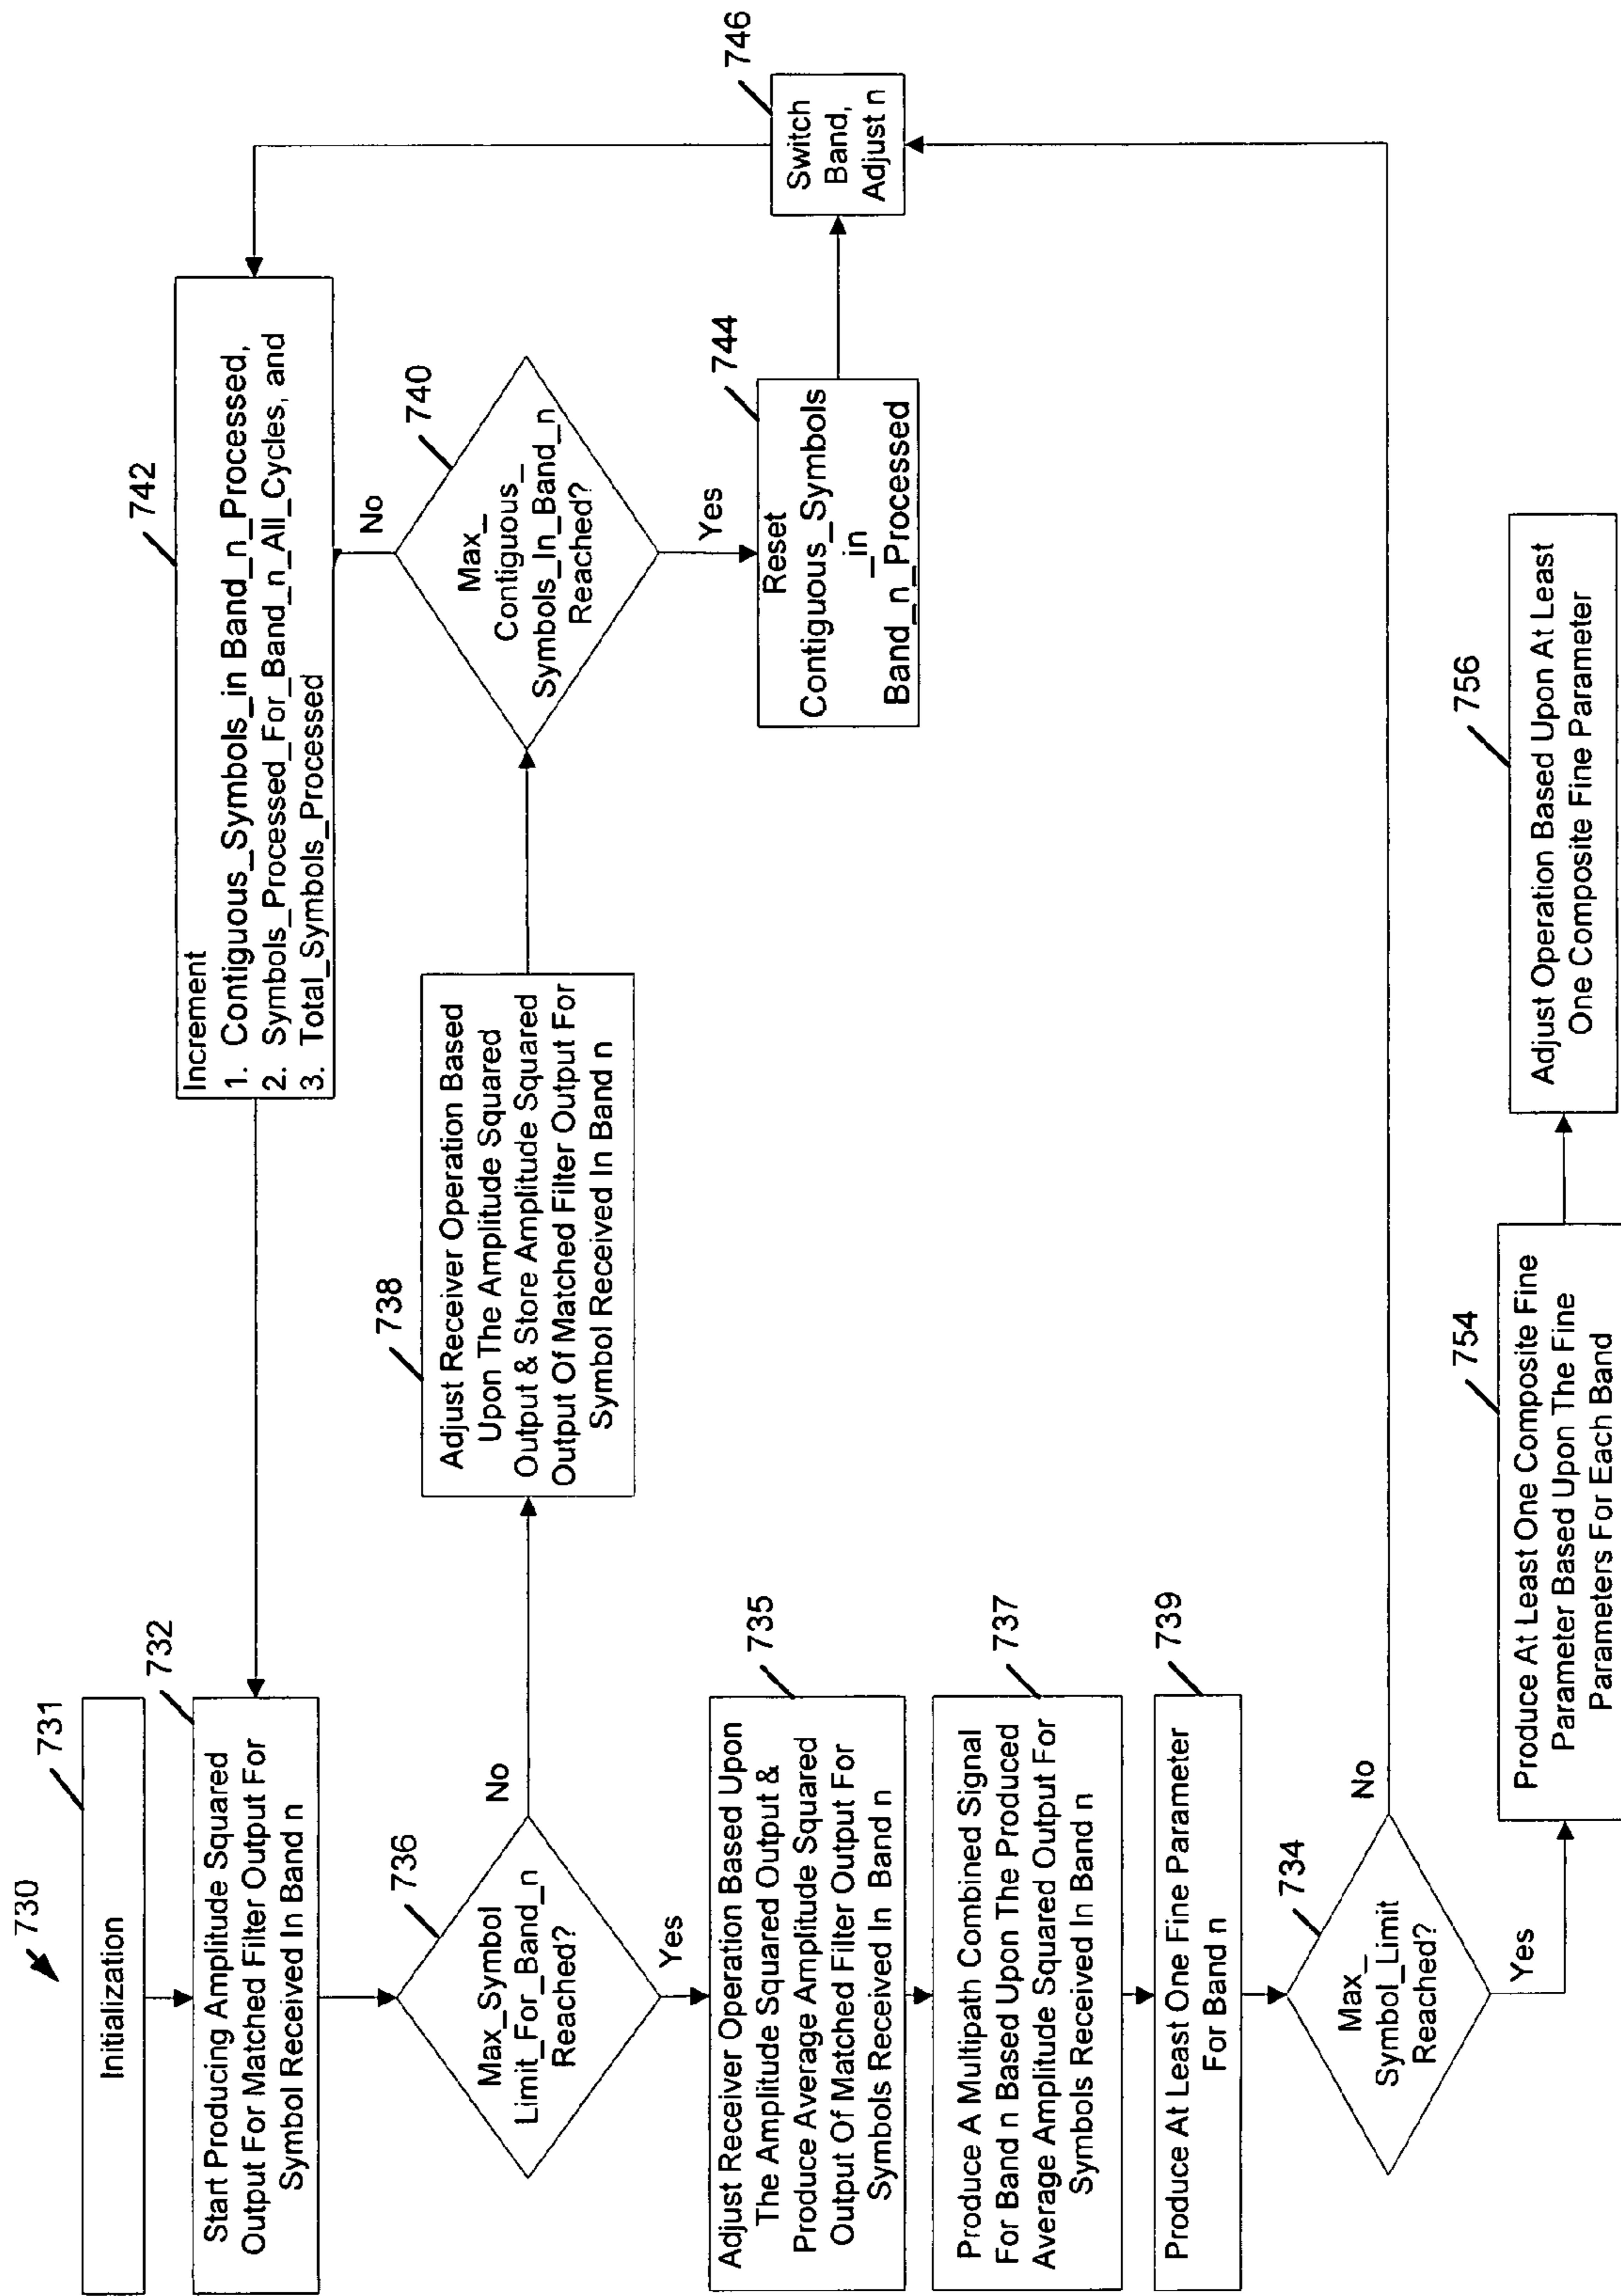 730
731
Initialization
732
Start Producing Amplitude Squared
Output For Matched Filter Output For
Symbol Received In Band n
736
Max_Symbol
Limit_For_Band_n
Reached?
No
Yes
735
Adjust Receiver Operation Based Upon
The Amplitude Squared Output &
Produce Average Amplitude Squared
Output Of Matched Filter Output For
Symbols Received In Band n
737
Produce A Multipath Combined Signal
For Band n Based Upon The Produced
Average Amplitude Squared Output For
Symbols Received In Band n
739
Produce At Least One Fine Parameter
For Band n
734
Max_
Symbol_Limit
Reached?
No
Yes
738
Adjust Receiver Operation Based
Upon The Amplitude Squared
Output & Store Amplitude Squared
Output Of Matched Filter Output For
Symbol Received In Band n
742
Increment
1. Contiguous_Symbols_in Band_n_Processed,
2. Symbols_Processed_For_Band_n_All_Cycles, and
3. Total_Symbols_Processed
740
No
Max_
Contiguous_
Symbols_In_Band_n
Reached?
Yes
744
Reset
Contiguous_Symbols
_in
Band_n_Processed
746
Switch
Band,
Adjust n
754
Produce At Least One Composite Fine
Parameter Based Upon The Fine
Parameters For Each Band
756
Adjust Operation Based Upon At Least
One Composite Fine Parameter